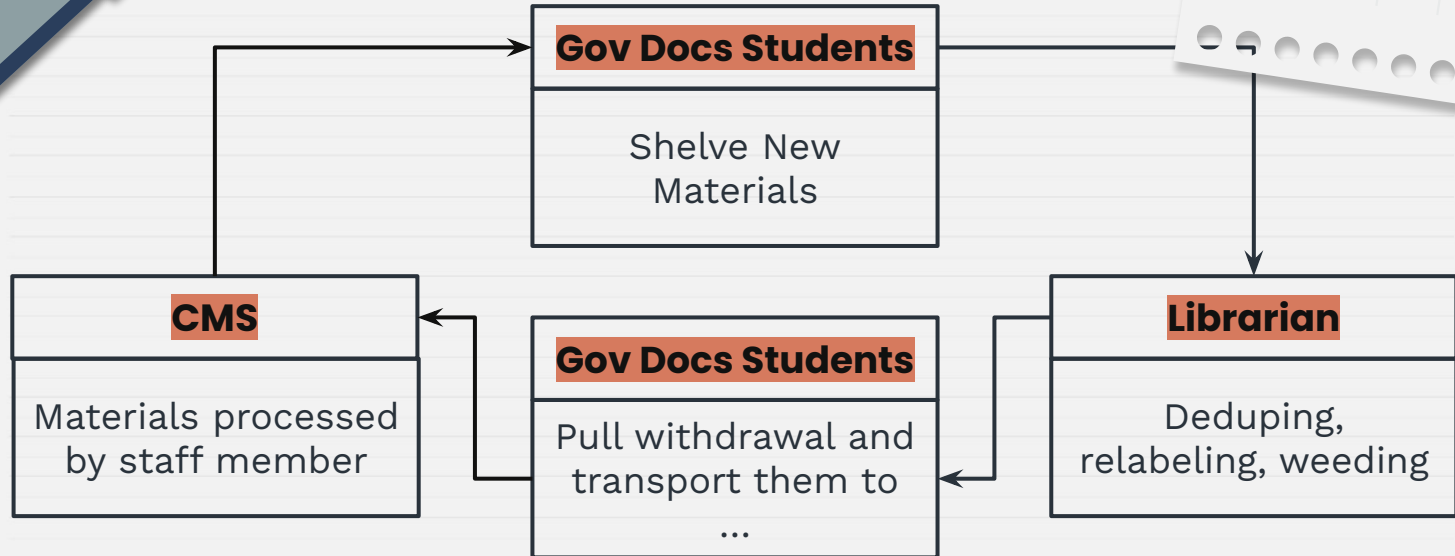 Gov Docs Students
Shelve New
Materials
CMS
Materials processed
by staff member
Gov Docs Students
Pull withdrawal and
transport them to
...
Librarian
Deduping,
relabeling, weeding